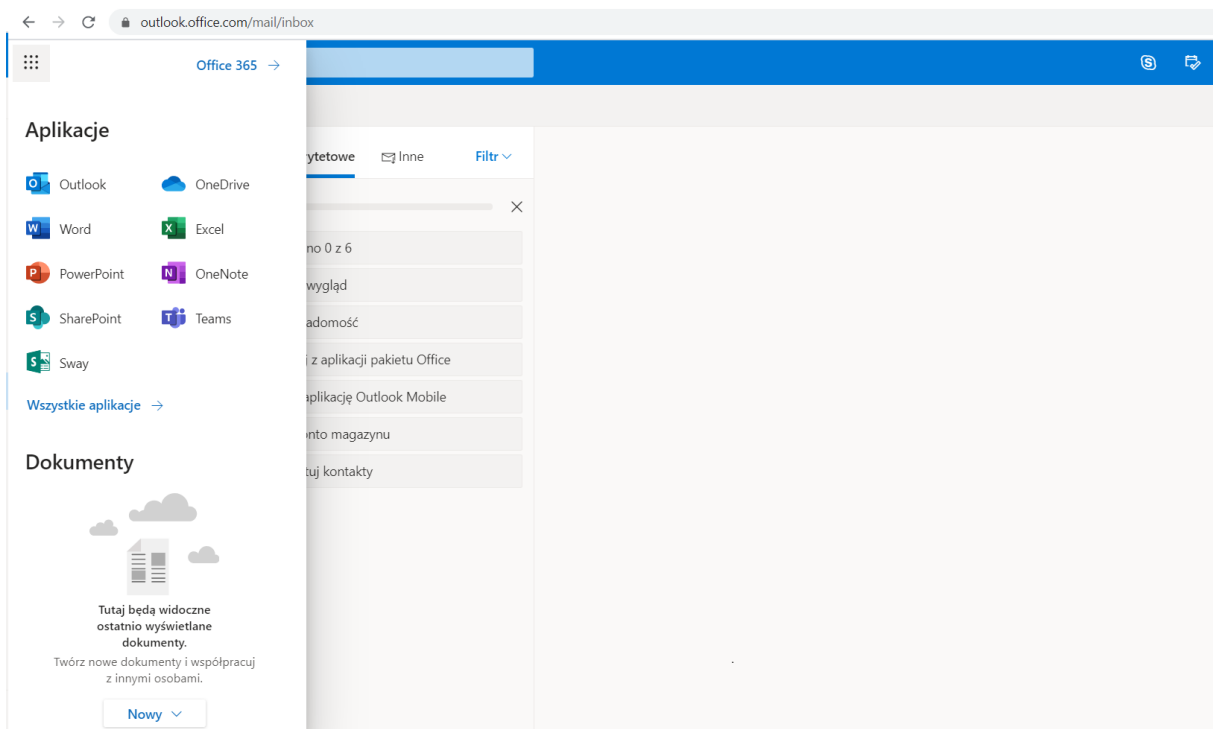 outlook.office.com/mail/inbox
Office 365 →
Aplikacje
Outlook OneDrive
Word Excel
PowerPoint OneNote
SharePoint Teams
Sway
Wszystkie aplikacje →
Dokumenty
Tutaj będą widoczne
ostatnio wyświetlane
dokumenty.
Twórz nowe dokumenty i współpracuj
z innymi osobami.
Nowy
ytetowe Inne Filtr
no 0 z 6
wygląd
adomość
j z aplikacji pakietu Office
aplikację Outlook Mobile
onto magazynu
tuj kontakty